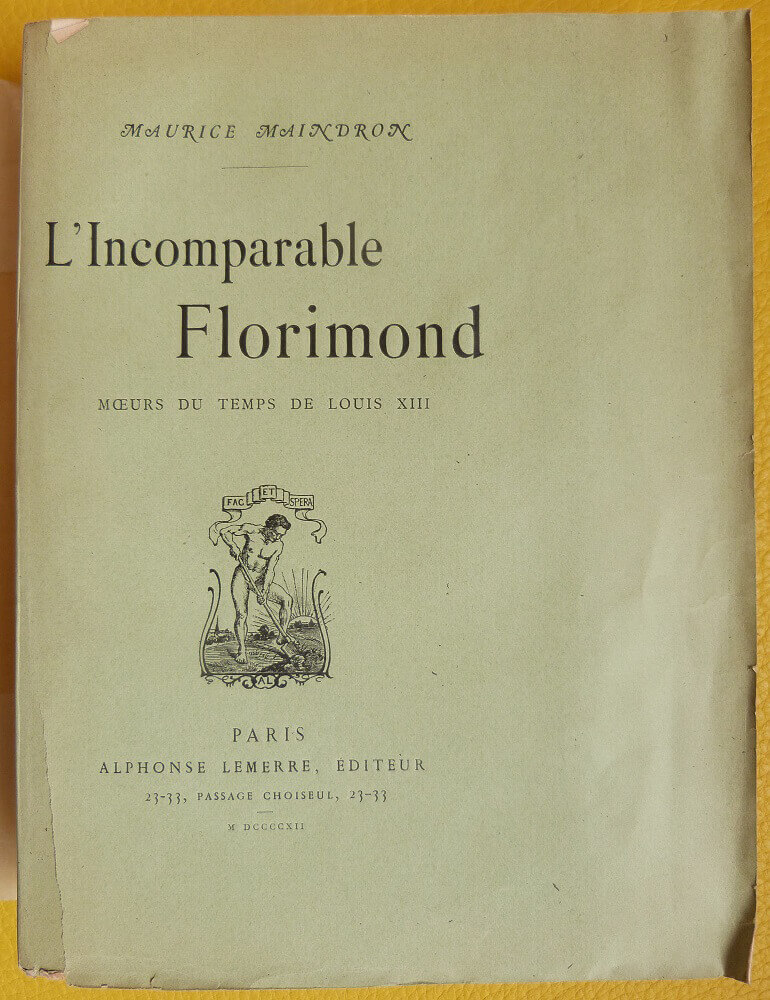 MAURICE MAINDRON
L'Incomparable
Florimond
MŒURS DU TEMPS DE LOUIS XIII
FAC ET SPERA
AL
PARIS
ALPHONSE LEMERRE, ÉDITEUR
23-33, PASSAGE CHOISEUL, 23-33
M DCCCCXII